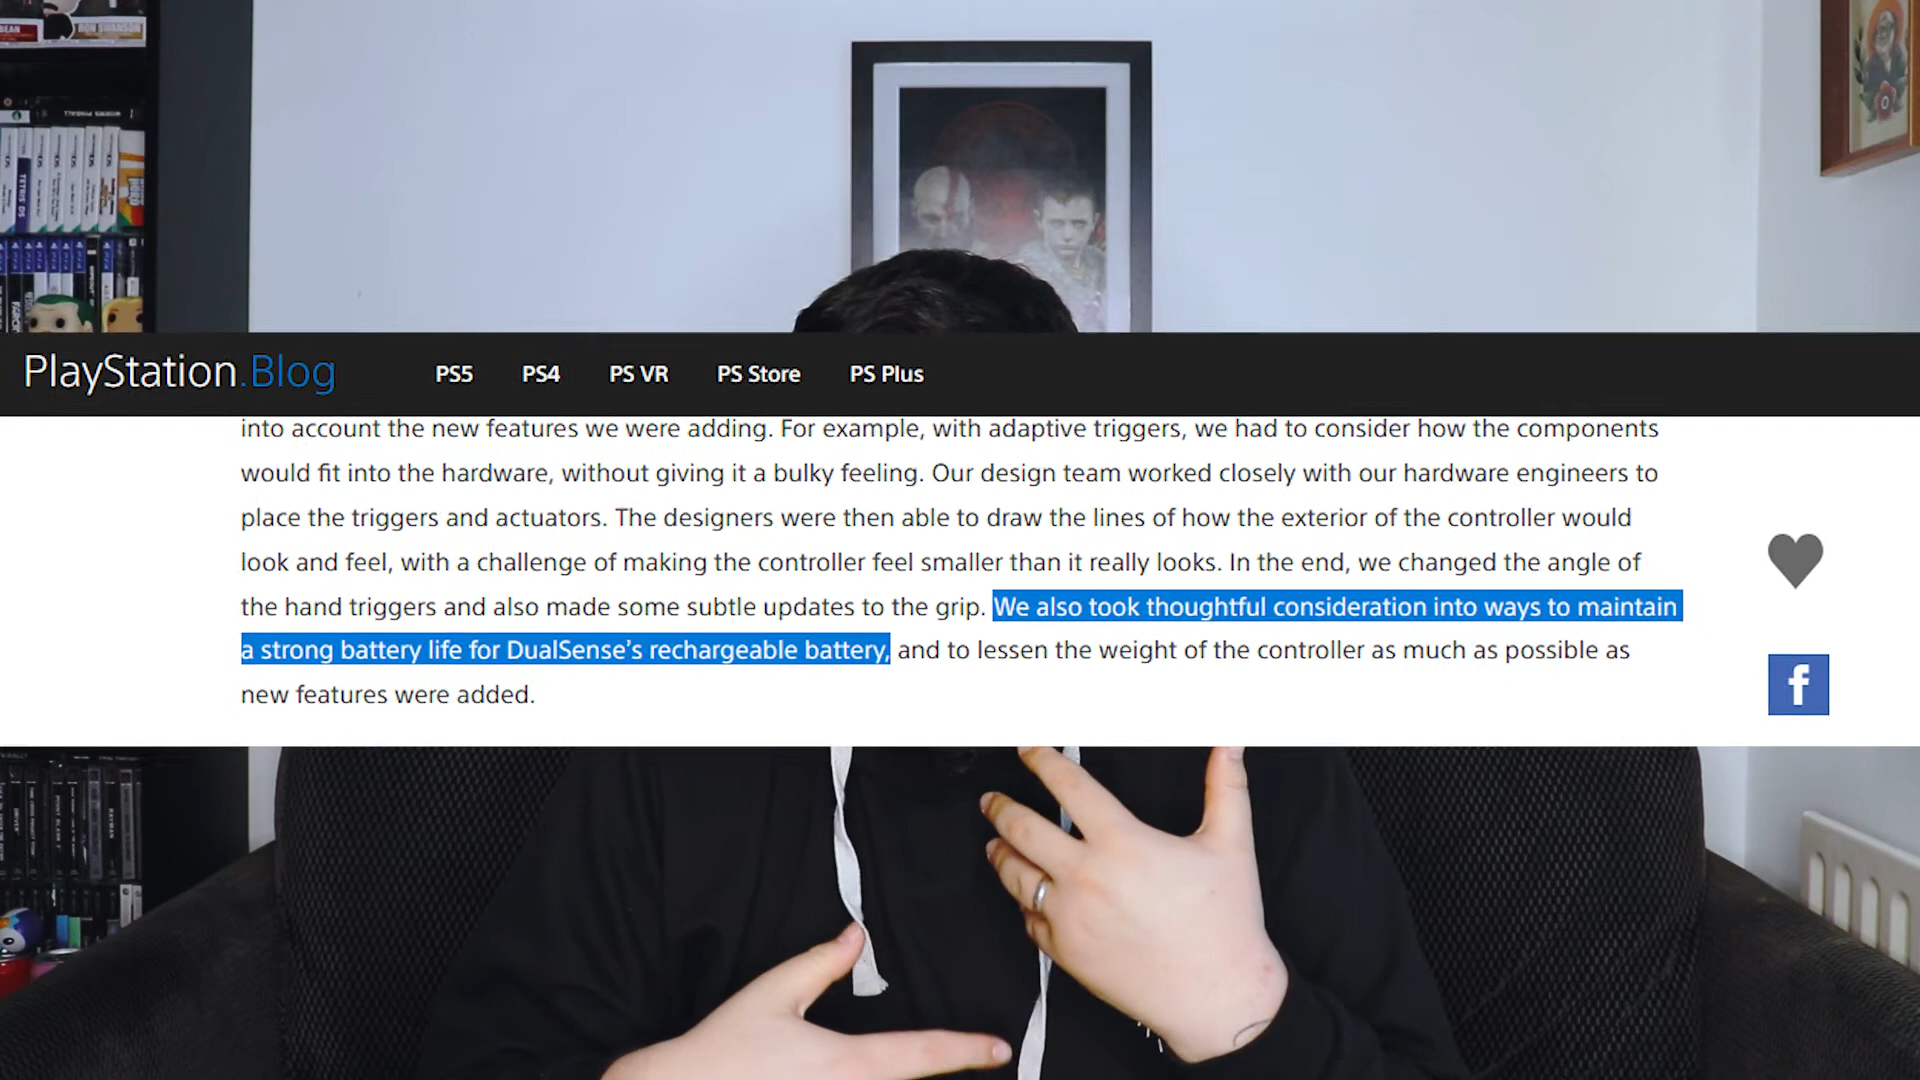 RON SWANSON
TETRIS DS
PlayStation.Blog
PS5
PS4
PS VR
PS Store
PS Plus
into account the new features we were adding. For example, with adaptive triggers, we had to consider how the components
would fit into the hardware, without giving it a bulky feeling. Our design team worked closely with our hardware engineers to
place the triggers and actuators. The designers were then able to draw the lines of how the exterior of the controller would
look and feel, with a challenge of making the controller feel smaller than it really looks. In the end, we changed the angle of
the hand triggers and also made some subtle updates to the grip. We also took thoughtful consideration into ways to maintain
a strong battery life for DualSense’s rechargeable battery, and to lessen the weight of the controller as much as possible as
new features were added.
f